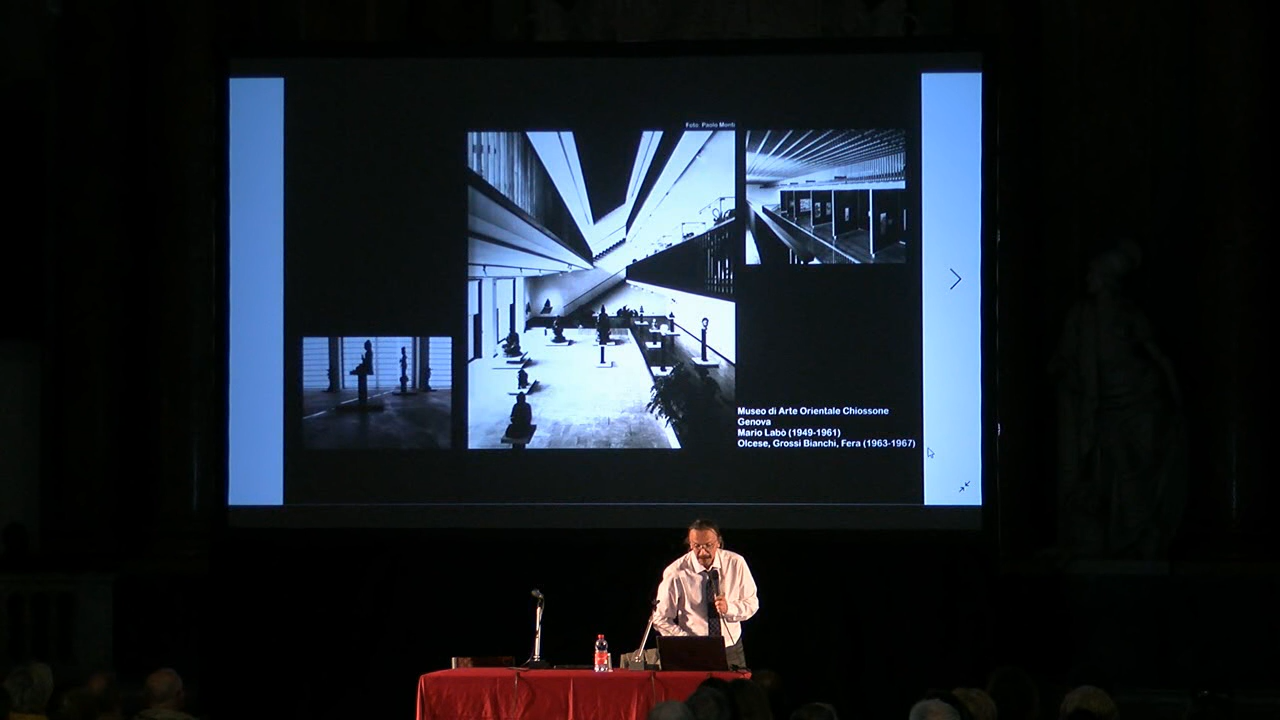 Foto: Paolo Monti
Museo di Arte Orientale Chiossone
Genova
Mario Labò (1949-1961)
Olcese, Grossi Bianchi, Fera (1963-1967)